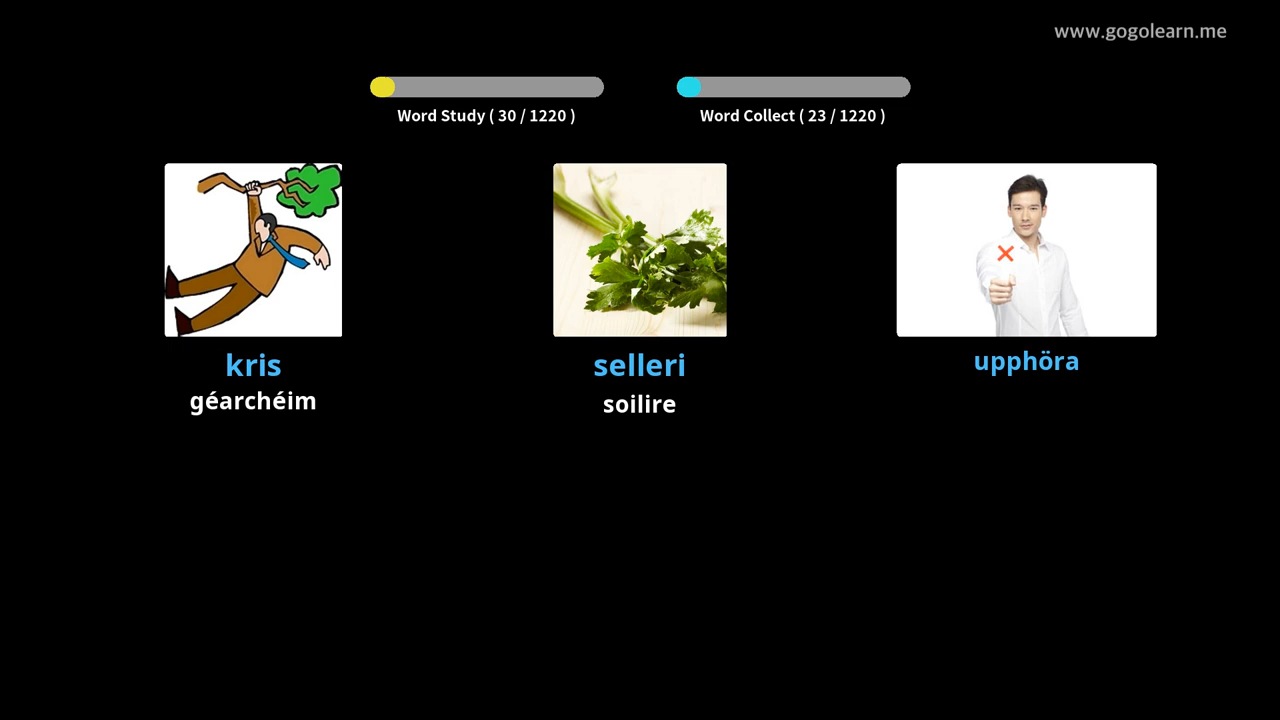 www.gogolearn.me
Word Study ( 30 / 1220 )
Word Collect ( 23 / 1220 )
kris
géarchéim
selleri
soilire
upphöra